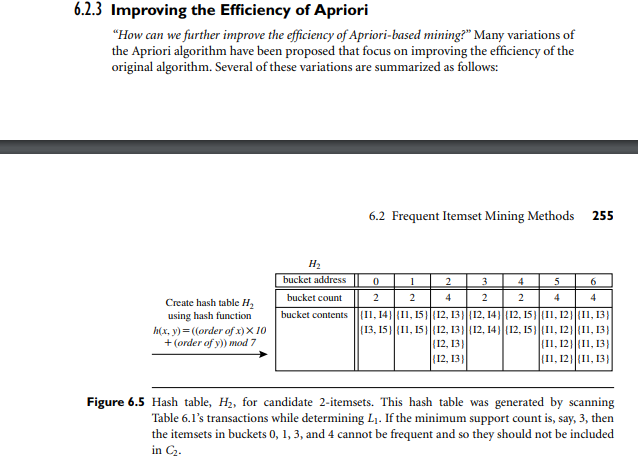 6.2.3 Improving the Efficiency of Apriori
“How can we further improve the efficiency of Apriori-based mining?” Many variations of
the Apriori algorithm have been proposed that focus on improving the efficiency of the
original algorithm. Several of these variations are summarized as follows:
6.2 Frequent Itemset Mining Methods 255
H2
bucket address 0 1 2 3 4 5 6
bucket count 2 2 4 2 2 4 4
bucket contents {I1, I4} {I1, I5} {I2, I3} {I2, I4} {I2, I5} {I1, I2} {I1, I3}
{I3, I5} {I1, I5} {I2, I3} {I2, I4} {I2, I5} {I1, I2} {I1, I3}
{I2, I3} {I1, I2} {I1, I3}
{I2, I3} {I1, I2} {I1, I3}
Create hash table H2
using hash function
h(x, y) = ((order of x) × 10
+ (order of y)) mod 7
Figure 6.5 Hash table, H2, for candidate 2-itemsets. This hash table was generated by scanning
Table 6.1’s transactions while determining L1. If the minimum support count is, say, 3, then
the itemsets in buckets 0, 1, 3, and 4 cannot be frequent and so they should not be included
in C2.